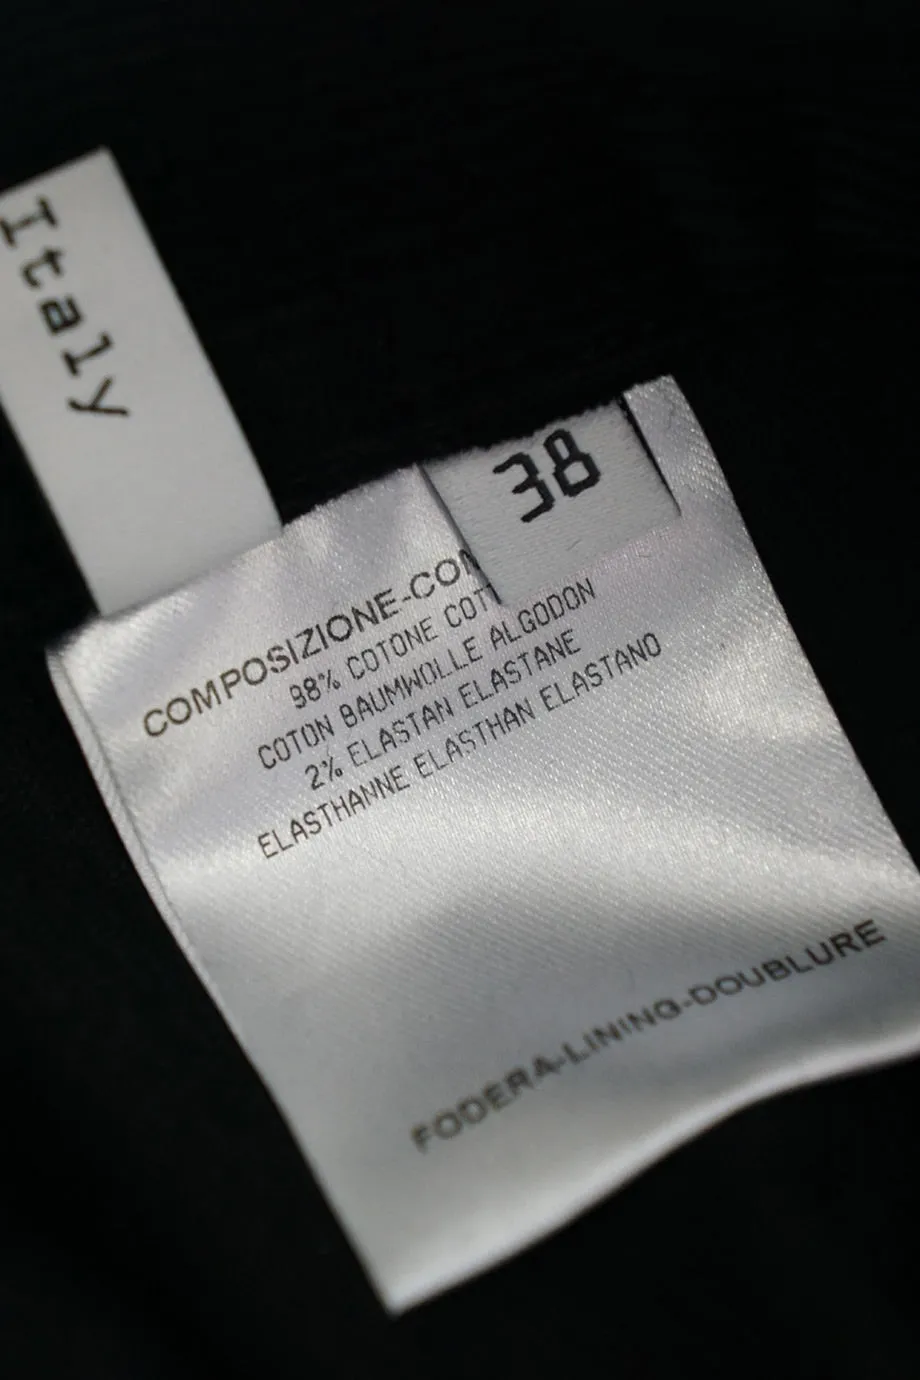 Italy
38
COMPOSIZIONE-COM
98% COTONE COTT
COTON BAUMWOLLE ALGODON
2% ELASTAN ELASTANE
ELASTHANNE ELASTHAN ELASTANO
FODERA-LINING-DOUBLURE